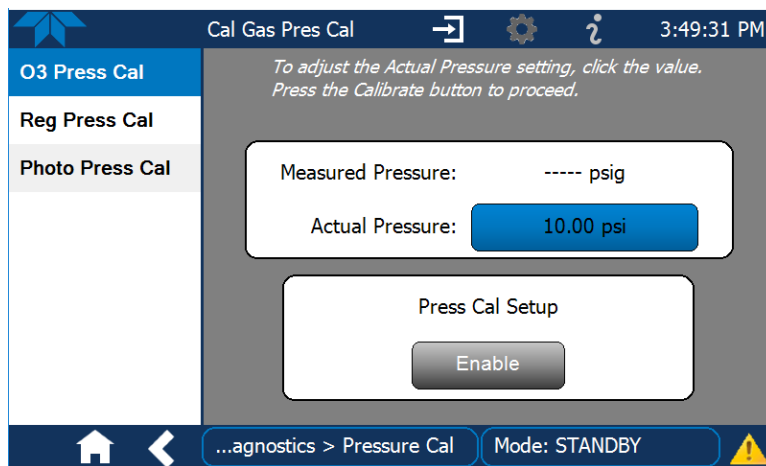 Cal Gas Pres Cal
3:49:31 PM
O3 Press Cal
Reg Press Cal
Photo Press Cal
To adjust the Actual Pressure setting, click the value.
Press the Calibrate button to proceed.
Measured Pressure: ----- psig
Actual Pressure: 10.00 psi
Press Cal Setup
Enable
...agnostics > Pressure Cal
Mode: STANDBY